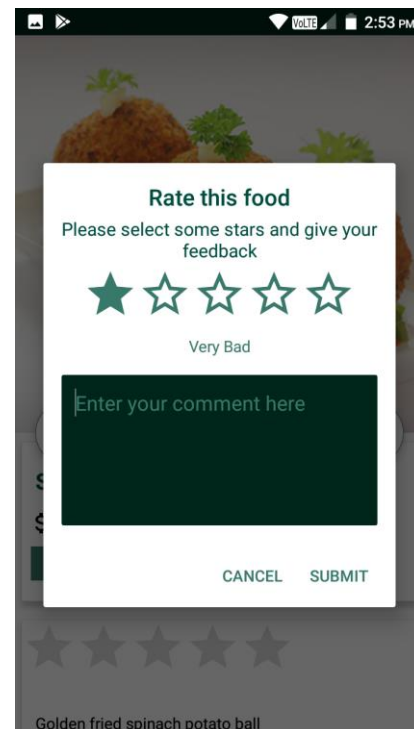 VoLTE 2:53 PM
Rate this food
Please select some stars and give your
feedback
Very Bad
Enter your comment here
S
$
CANCEL SUBMIT
Golden fried spinach potato ball